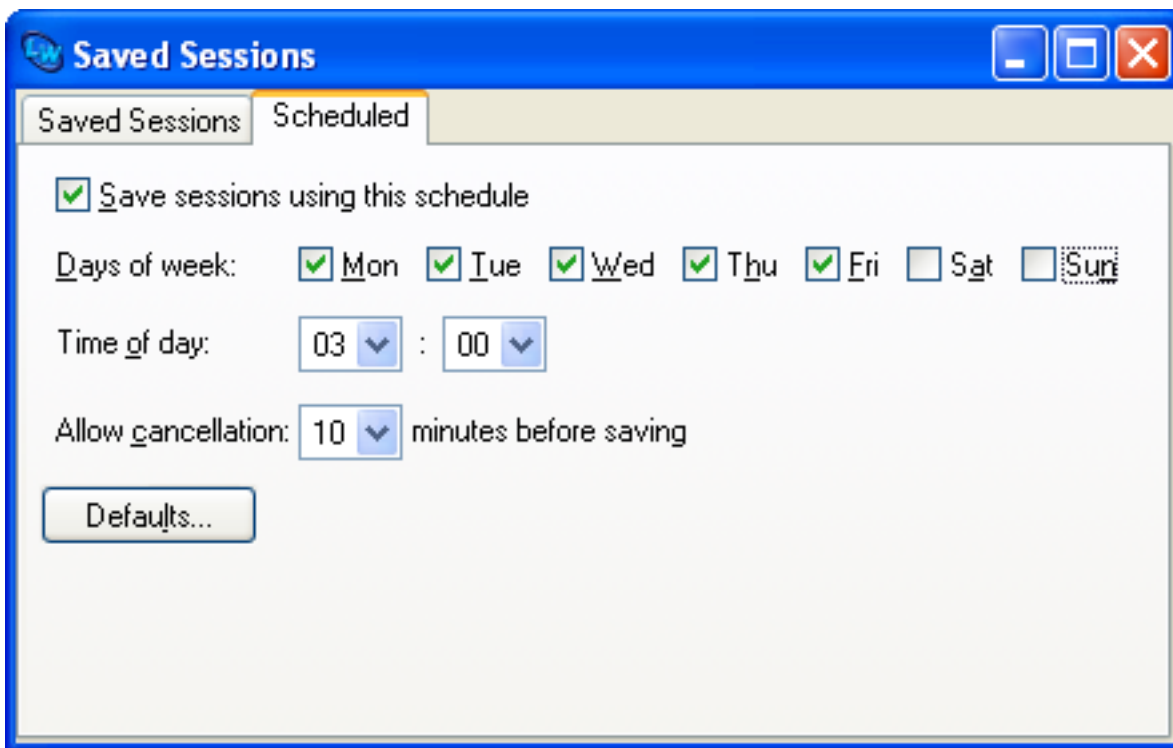 Saved Sessions
Saved Sessions Scheduled
Save sessions using this schedule
Days of week: Mon Tue Wed Thu Fri Sat Sun
Time of day: 03 : 00
Allow cancellation: 10 minutes before saving
Defaults...